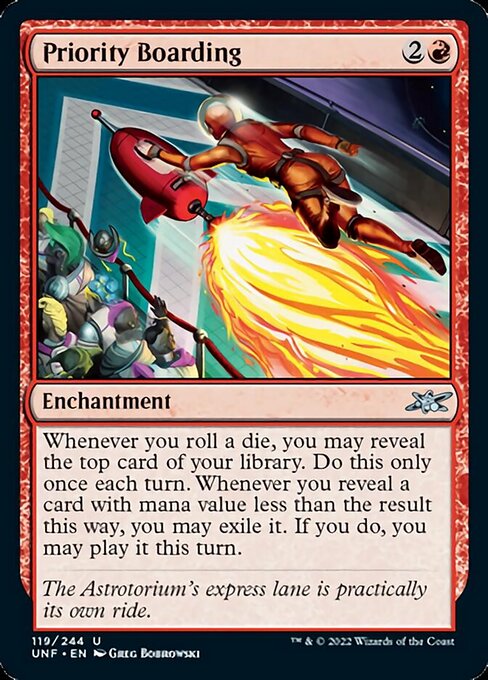 Priority Boarding 2
Enchantment
Whenever you roll a die, you may reveal
the top card of your library. Do this only
once each turn. Whenever you reveal a
card with mana value less than the result
this way, you may exile it. If you do, you
may play it this turn.
The Astrotorium's express lane is practically
its own ride.
119/244 U
™ & © 2022 Wizards of the Coast
UNF • EN Greg Bobrowski